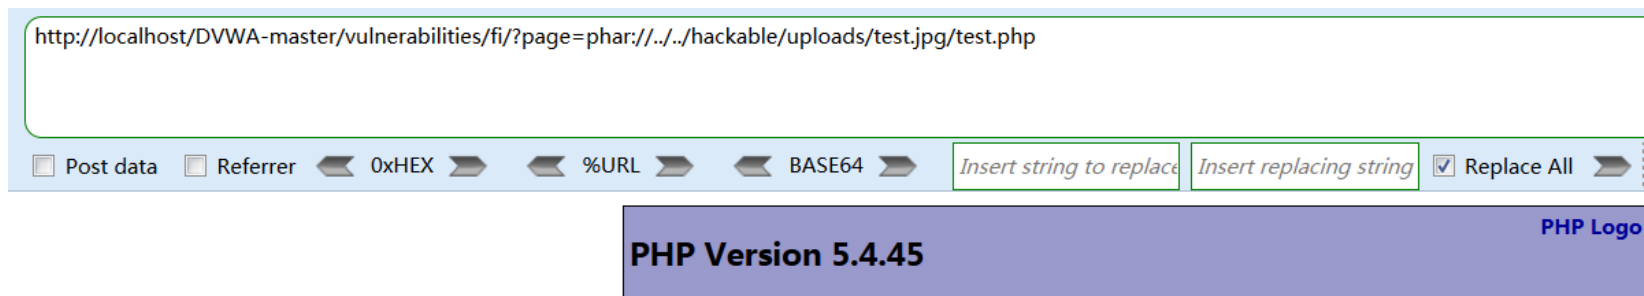 http://localhost/DVWA-master/vulnerabilities/fi/?page=phar://../../hackable/uploads/test.jpg/test.php
Post data Referrer 0xHEX %URL BASE64 Insert string to replace Insert replacing string Replace All
PHP Logo
PHP Version 5.4.45